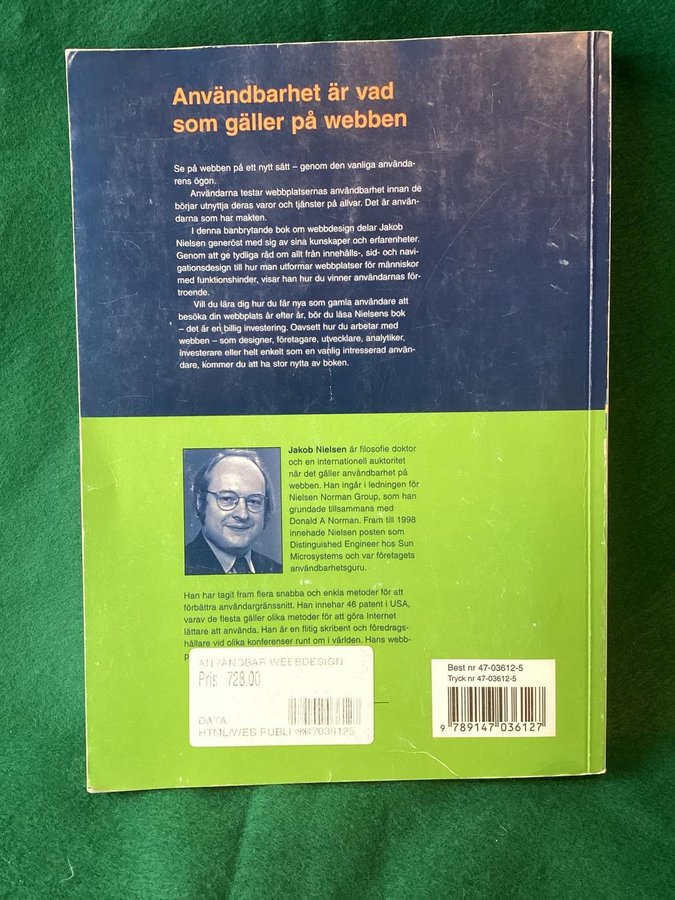 Användbarhet är vad
som gäller på webben
Se på webben på ett nytt sätt – genom den vanliga använda-
rens ögon.
Användarna testar webbplatsernas användbarhet innan de
börjar utnyttja deras varor och tjänster på allvar. Det är använ-
darna som har makten.
I denna banbrytande bok om webbdesign delar Jakob
Nielsen generöst med sig av sina kunskaper och erfarenheter.
Genom att ge tydliga råd om allt från innehålls-, sid- och navi-
gationsdesign till hur man utformar webbplatser för människor
med funktionshinder, visar han hur du vinner användarnas för-
troende.
Vill du lära dig hur du får nya som gamla användare att
besöka din webbplats år efter år, bör du läsa Nielsens bok
– det är en billig investering. Oavsett hur du arbetar med
webben – som designer, företagare, utvecklare, analytiker,
investerare eller helt enkelt som en vanlig intresserad använ-
dare, kommer du att ha stor nytta av boken.
Jakob Nielsen är filosofie doktor
och en internationell auktoritet
när det gäller användbarhet på
webben. Han ingår i ledningen för
Nielsen Norman Group, som han
grundade tillsammans med
Donald A Norman. Fram till 1998
innehade Nielsen posten som
Distinguished Engineer hos Sun
Microsystems och var företagets
användbarhetsguru.
Han har tagit fram flera snabba och enkla metoder för att
förbättra användargränssnitt. Han innehar 46 patent i USA,
varav de flesta gäller olika metoder för att göra Internet
lättare att använda. Han är en flitig skribent och föredrags-
hållare vid olika konferenser runt om i världen. Hans webb-
p
ANVÄNDBAR WEBBDESIGN
Pris: 728.00
DATA
HTML/WEB PUBLI
Best nr 47-03612-5
Tryck nr 47-03612-5
9 789147 036127